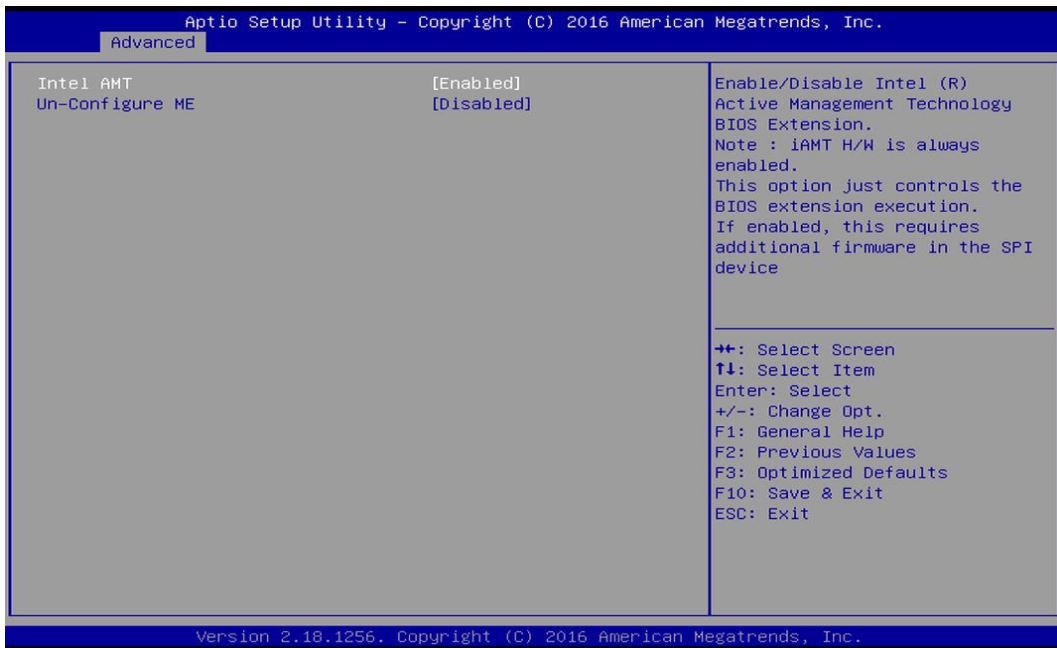 Aptio Setup Utility – Copyright (C) 2016 American Megatrends, Inc.
Advanced
Intel AMT [Enabled]
Un-Configure ME [Disabled]
Enable/Disable Intel (R)
Active Management Technology
BIOS Extension.
Note : iAMT H/W is always
enabled.
This option just controls the
BIOS extension execution.
If enabled, this requires
additional firmware in the SPI
device
→←: Select Screen
↑↓: Select Item
Enter: Select
+/-: Change Opt.
F1: General Help
F2: Previous Values
F3: Optimized Defaults
F10: Save & Exit
ESC: Exit
Version 2.18.1256. Copyright (C) 2016 American Megatrends, Inc.